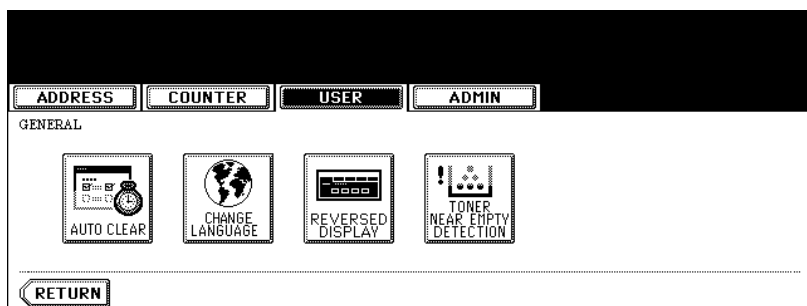 ADDRESS COUNTER USER ADMIN
GENERAL
AUTO CLEAR
CHANGE
LANGUAGE
REVERSED
DISPLAY
TONER
NEAR EMPTY
DETECTION
RETURN